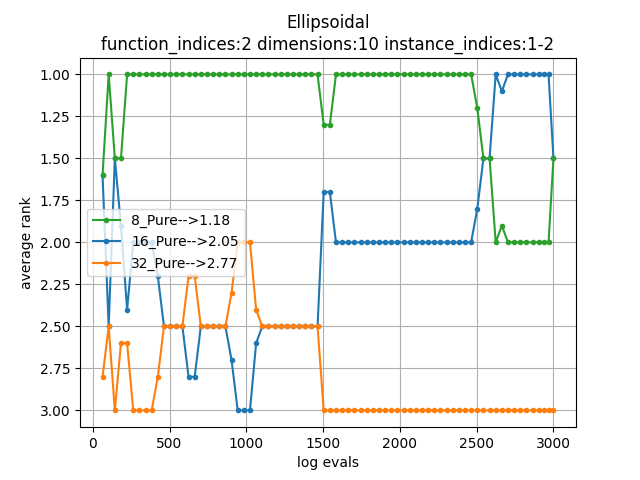 Ellipsoidal
function_indices:2 dimensions:10 instance_indices:1-2
1.00
1.25
1.50
1.75
2.00
2.25
2.50
2.75
3.00
average rank
8_Pure-->1.18
16_Pure-->2.05
32_Pure-->2.77
0
500
1000
1500
2000
2500
3000
log evals